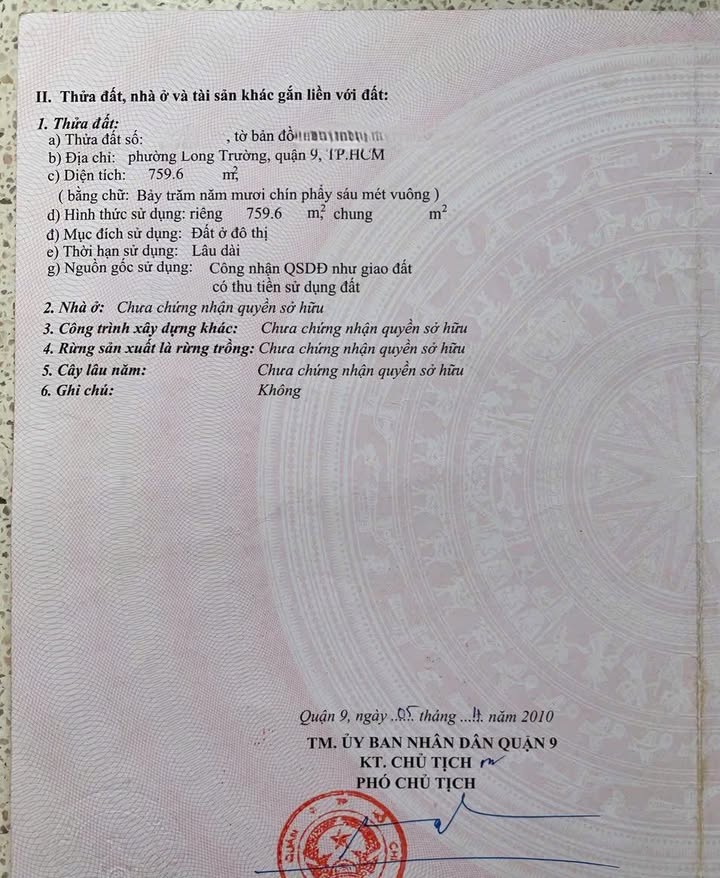 II. Thửa đất, nhà ở và tài sản khác gắn liền với đất:
1. Thửa đất:
a) Thửa đất số: , tờ bản đồ
b) Địa chỉ: phường Long Trường, quận 9, TP.HCM
c) Diện tích: 759.6 m²,
( bằng chữ: Bảy trăm năm mươi chín phẩy sáu mét vuông )
d) Hình thức sử dụng: riêng 759.6 m²; chung m²
đ) Mục đích sử dụng: Đất ở đô thị
e) Thời hạn sử dụng: Lâu dài
g) Nguồn gốc sử dụng: Công nhận QSDĐ như giao đất
có thu tiền sử dụng đất
2. Nhà ở: Chưa chứng nhận quyền sở hữu
3. Công trình xây dựng khác: Chưa chứng nhận quyền sở hữu
4. Rừng sản xuất là rừng trồng: Chưa chứng nhận quyền sở hữu
5. Cây lâu năm: Chưa chứng nhận quyền sở hữu
6. Ghi chú: Không
Quận 9, ngày ..05. tháng ...11. năm 2010
TM. ỦY BAN NHÂN DÂN QUẬN 9
KT. CHỦ TỊCH
PHÓ CHỦ TỊCH
QUẬN 9 TP